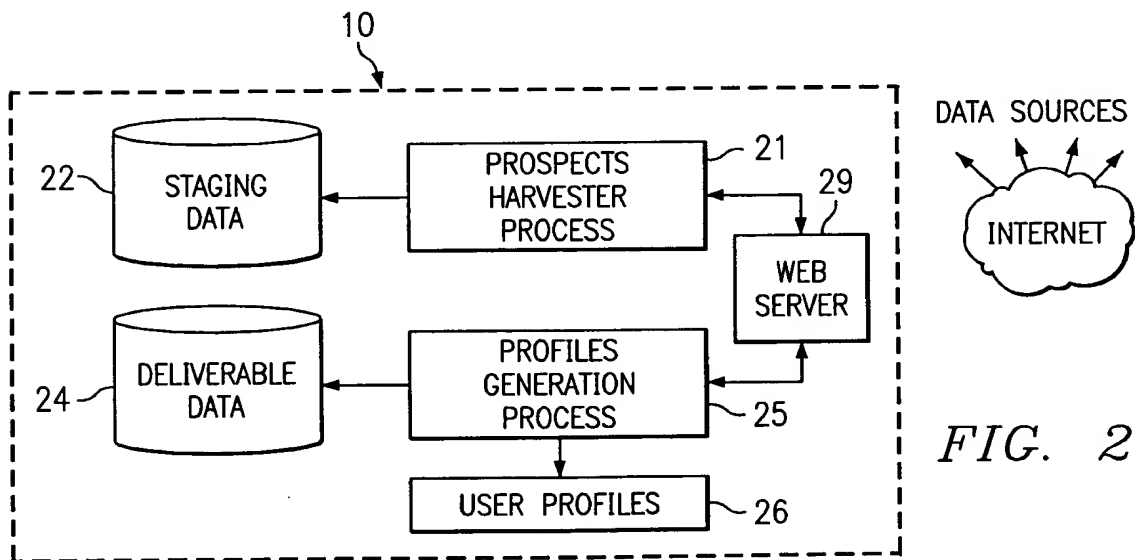 10
22
STAGING
DATA
PROSPECTS
HARVESTER
PROCESS
21
29
WEB
SERVER
DATA SOURCES
INTERNET
24
DELIVERABLE
DATA
PROFILES
GENERATION
PROCESS
25
USER PROFILES
26
FIG. 2